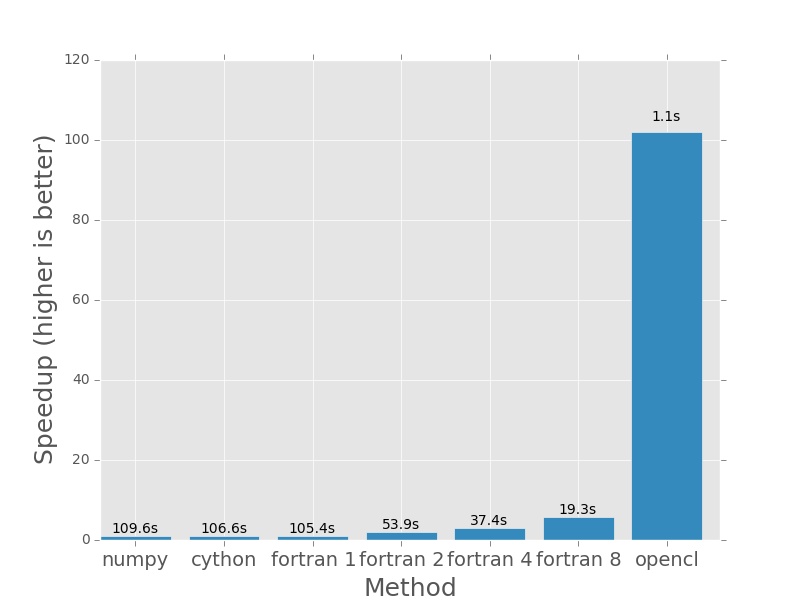 Speedup (higher is better)
120
100
80
60
40
20
0
109.6s 106.6s 105.4s 53.9s 37.4s 19.3s 1.1s
numpy cython fortran 1 fortran 2 fortran 4 fortran 8 opencl
Method